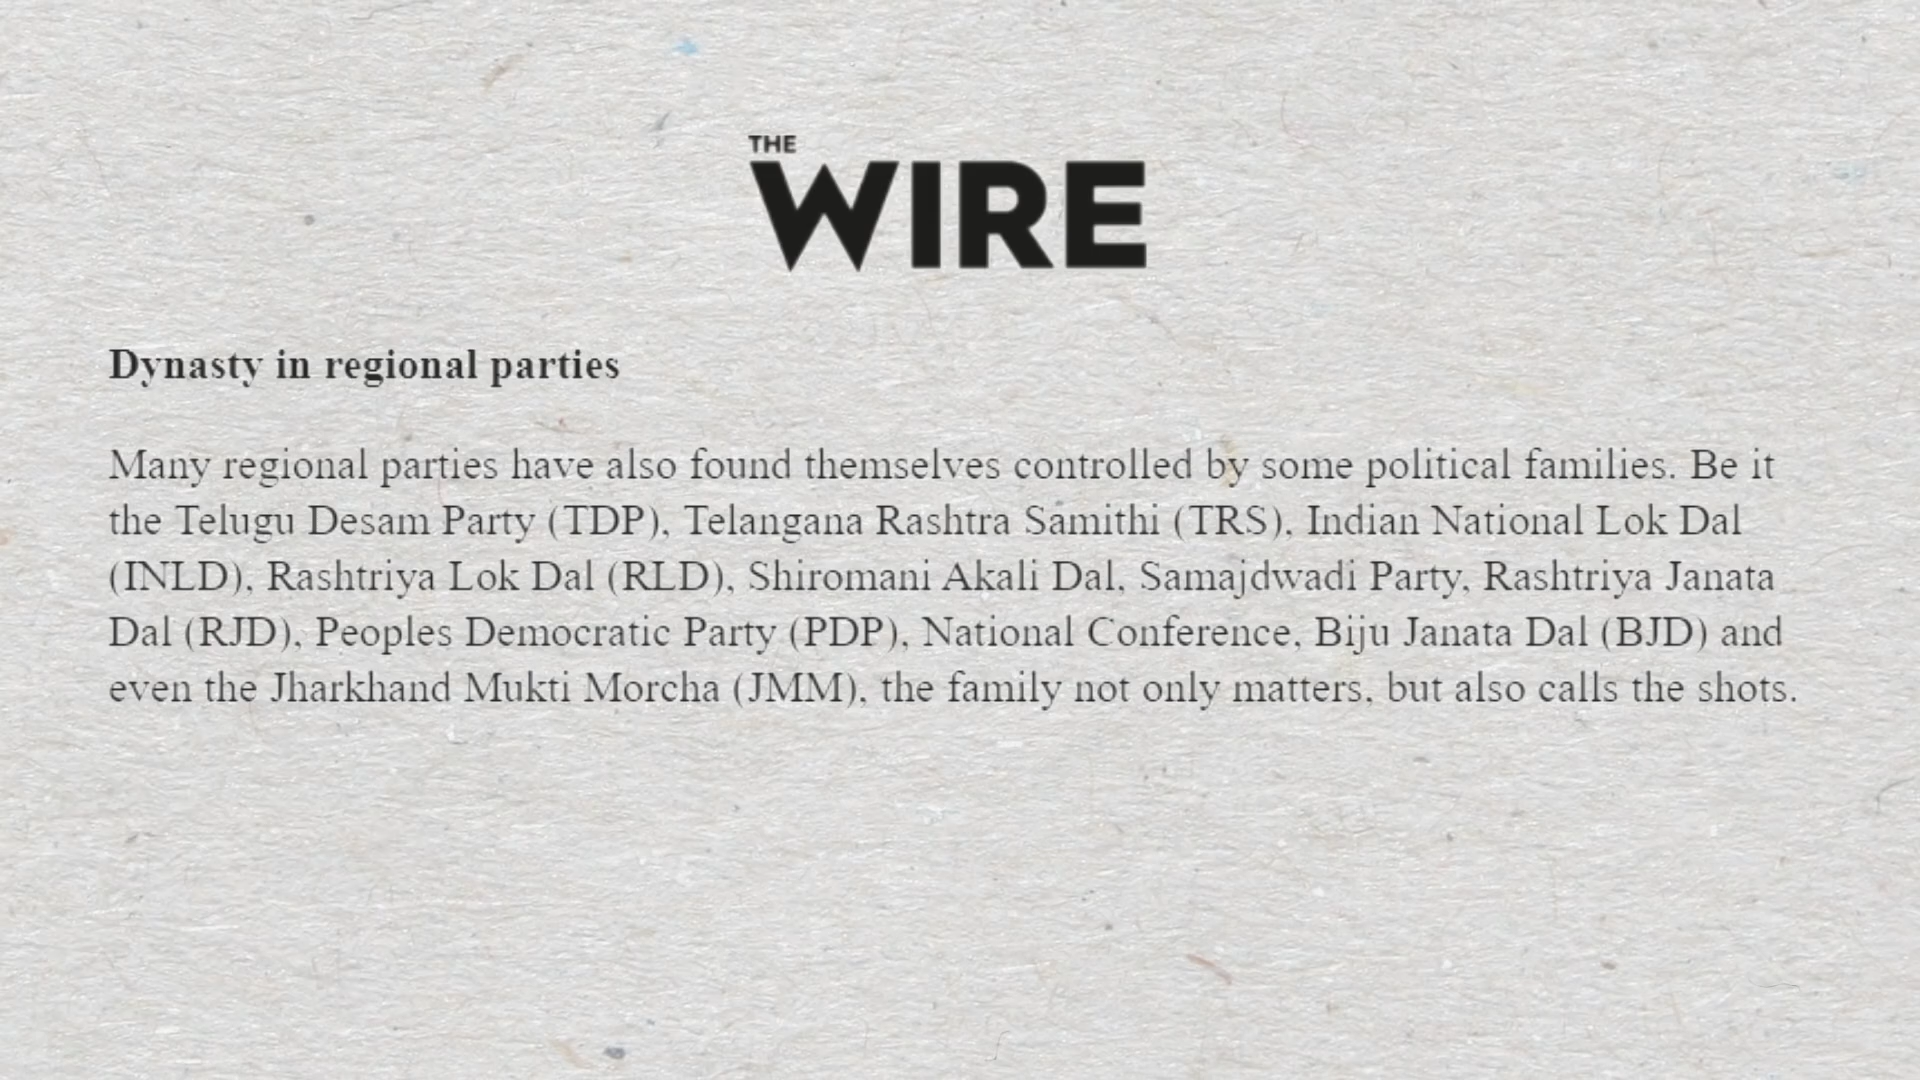 THE
WIRE
Dynasty in regional parties
Many regional parties have also found themselves controlled by some political families. Be it
the Telugu Desam Party (TDP), Telangana Rashtra Samithi (TRS), Indian National Lok Dal
(INLD), Rashtriya Lok Dal (RLD), Shiromani Akali Dal, Samajdwadi Party, Rashtriya Janata
Dal (RJD), Peoples Democratic Party (PDP), National Conference, Biju Janata Dal (BJD) and
even the Jharkhand Mukti Morcha (JMM), the family not only matters, but also calls the shots.